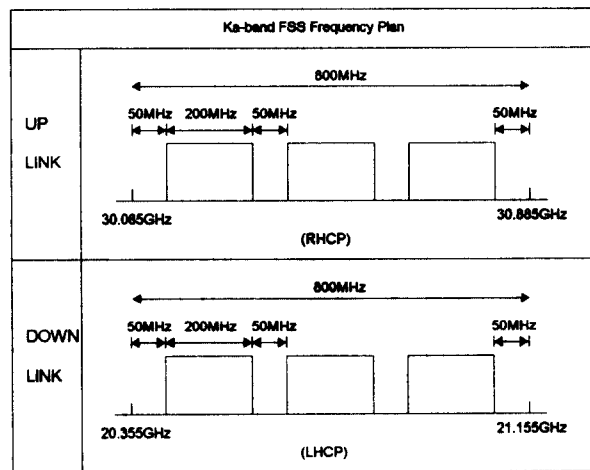 Ka-band FSS Frequency Plan
UP
LINK
800MHz
50MHz 200MHz 50MHz 50MHz
30.085GHz 30.885GHz
(RHCP)
DOWN
LINK
800MHz
50MHz 200MHz 50MHz 50MHz
20.355GHz 21.155GHz
(LHCP)